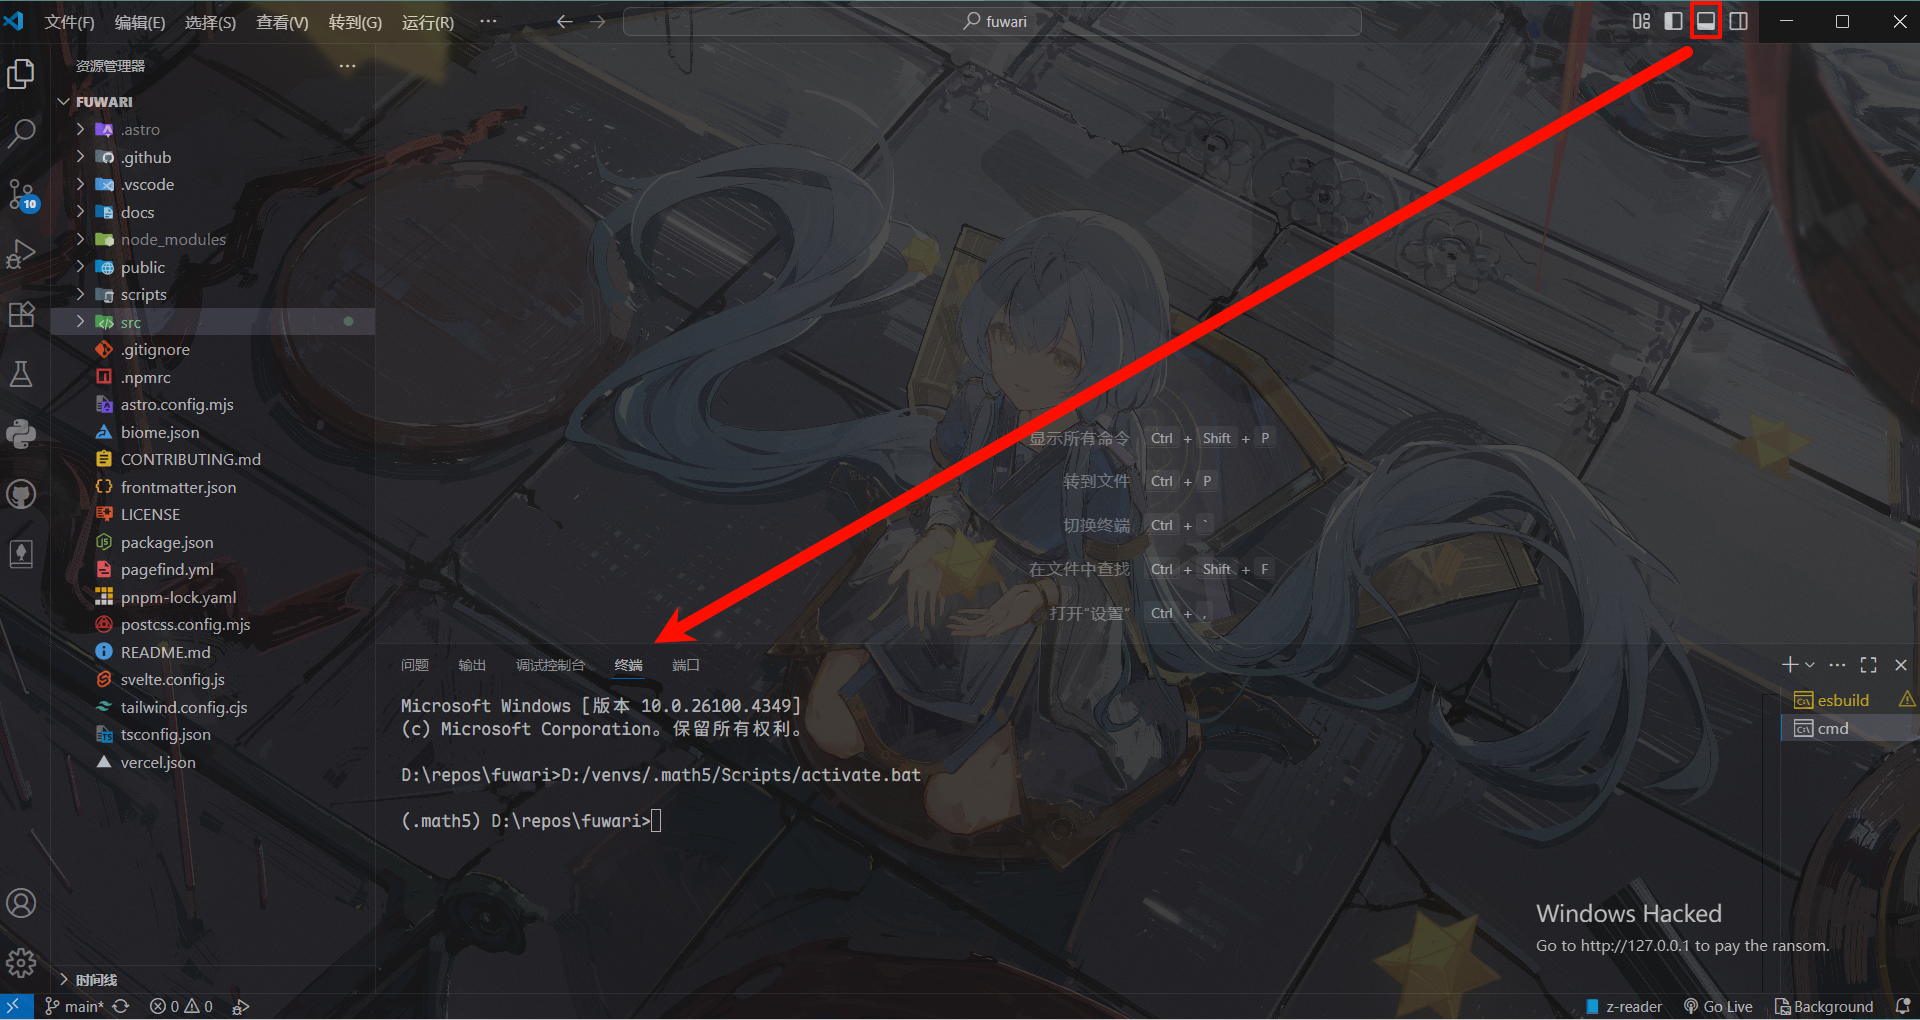 文件(F) 编辑(E) 选择(S) 查看(V) 转到(G) 运行(R) ··· fuwari
资源管理器 ···
FUWARI
.astro
.github
.vscode
docs
node_modules
public
scripts
src
.gitignore
.npmrc
astro.config.mjs
biome.json
CONTRIBUTING.md
frontmatter.json
LICENSE
package.json
pagefind.yml
pnpm-lock.yaml
postcss.config.mjs
README.md
svelte.config.js
tailwind.config.cjs
tsconfig.json
vercel.json
时间线
10
显示所有命令 Ctrl + Shift + P
转到文件 Ctrl + P
切换终端 Ctrl + `
在文件中查找 Ctrl + Shift + F
打开“设置” Ctrl + ,
问题 输出 调试控制台 终端 端口
Microsoft Windows [版本 10.0.26100.4349]
(c) Microsoft Corporation。保留所有权利。
D:\repos\fuwari>D:/venvs/.math5/Scripts/activate.bat
(.math5) D:\repos\fuwari>
esbuild
cmd
Windows Hacked
Go to http://127.0.0.1 to pay the ransom.
main* 0 0 z-reader Go Live Background